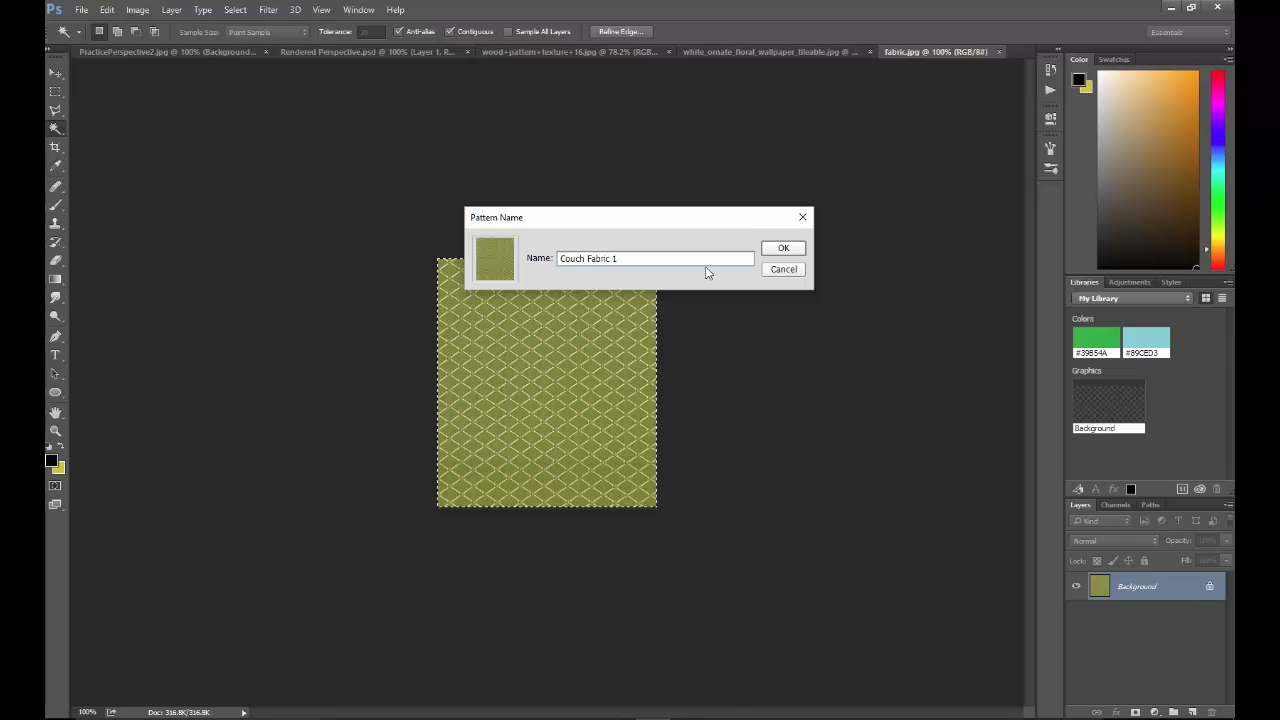 Ps File Edit Image Layer Type Select Filter 3D View Window Help
Sample Size: Point Sample Tolerance: 20 Anti-alias Contiguous Sample All Layers Refine Edge... Essentials
PracticePerspective2.jpg @ 100% (Background... × Rendered Perspective.psd @ 100% (Layer 1, R... × wood+pattern+texture+16.jpg @ 78.2% (RGB/... × white_ornate_floral_wallpaper_tileable.jpg @ ... × fabric.jpg @ 100% (RGB/8#) ×
Color Swatches
Pattern Name
Name: Couch Fabric 1
OK
Cancel
Libraries Adjustments Styles
My Library
Colors
#39B54A #89CED3
Graphics
Background
Layers Channels Paths
Kind
Normal Opacity: 100%
Lock: Fill: 100%
Background
100% Doc: 316.8K/316.8K